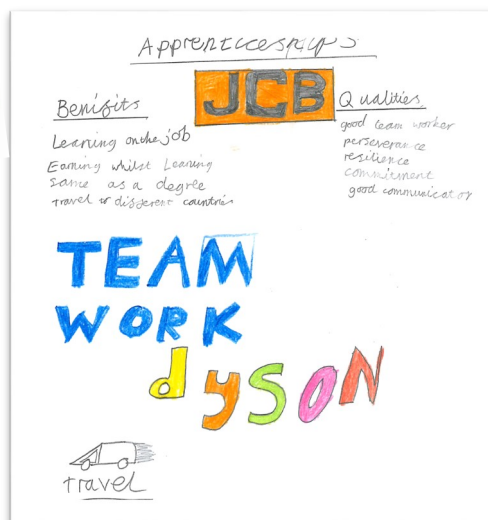 Apprenticeships
JCB
Benifits
Learning on the job
Earning whilst Learning
same as a degree
travel to different countries
Qualities
good team worker
perseverance
resilience
commitment
good communicator
TEAM
WORK
dysoN
travel